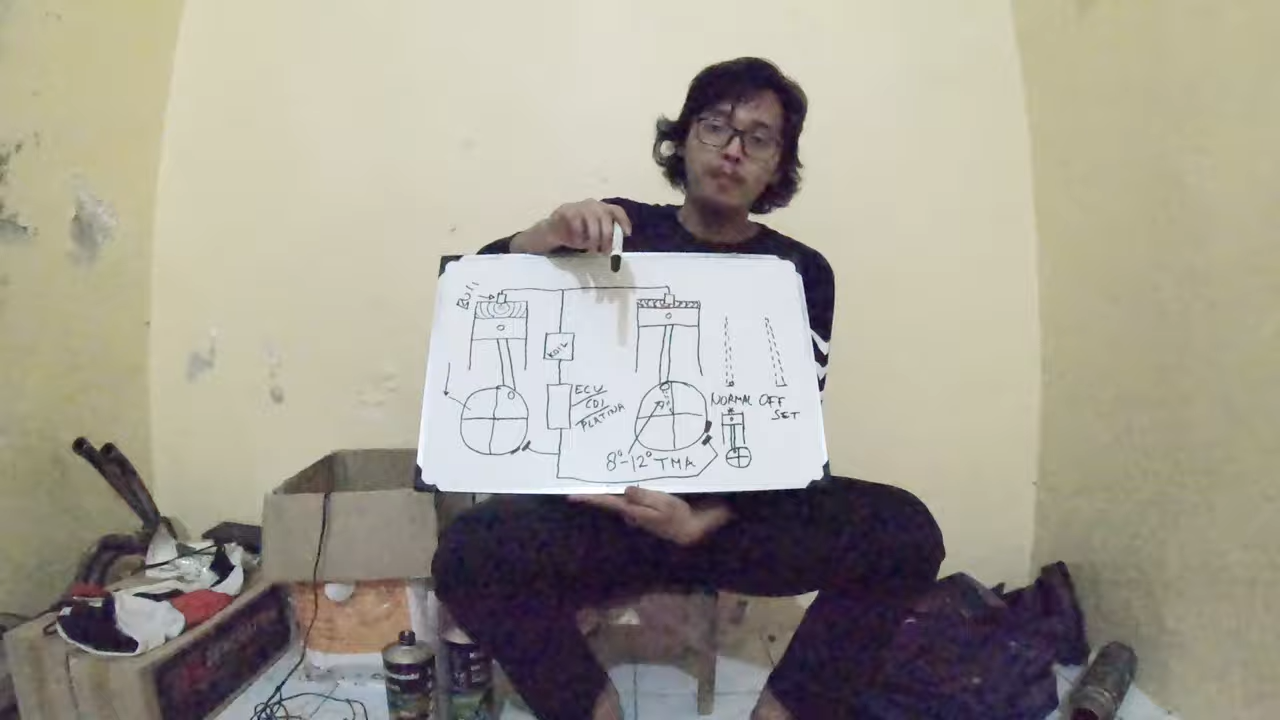 BUSI
KOIL
ECU
CDI
PLATINA
8°-12° TMA
NORMAL
OFF
SET